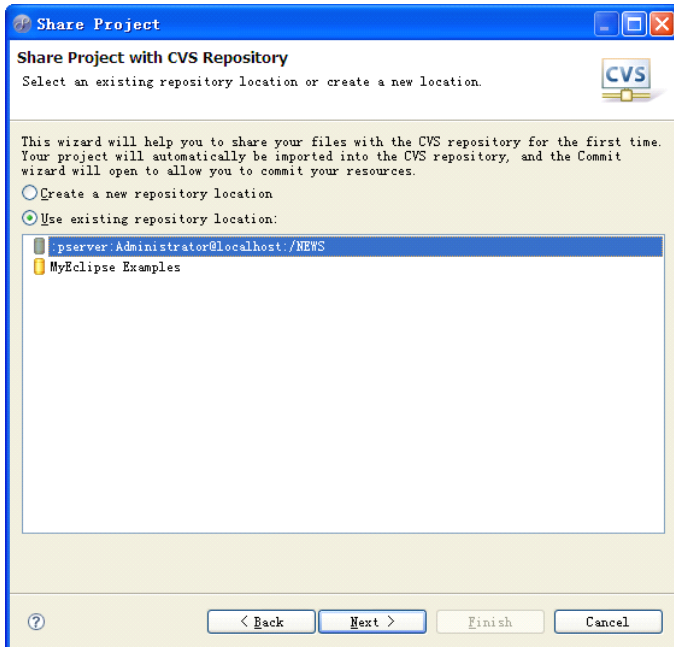 Share Project
Share Project with CVS Repository
Select an existing repository location or create a new location.
CVS
This wizard will help you to share your files with the CVS repository for the first time.
Your project will automatically be imported into the CVS repository, and the Commit
wizard will open to allow you to commit your resources.
Create a new repository location
Use existing repository location:
:pserver:Administrator@localhost:/NEWS
MyEclipse Examples
? < Back Next > Finish Cancel